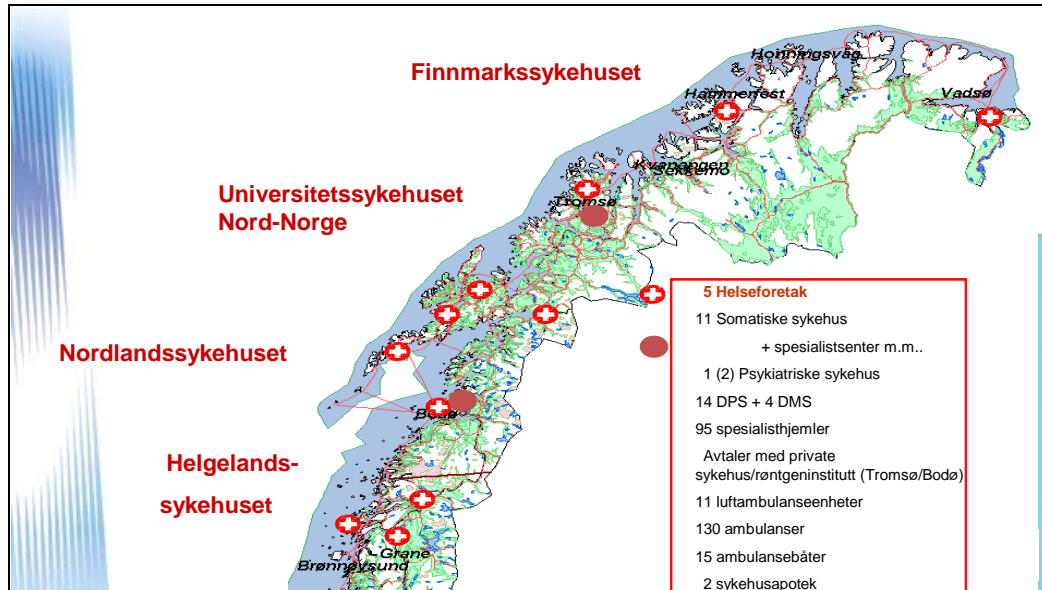 Finnmarkssykehuset
Honningsvåg
Hammerfest
Vadsø
Kvænangen
Sekkemo
Universitetssykehuset
Nord-Norge
Tromsø
Nordlandssykehuset
Bodø
Helgelands-
sykehuset
Grane
Brønnøysund
5 Helseforetak
11 Somatiske sykehus
+ spesialistsenter m.m..
1 (2) Psykiatriske sykehus
14 DPS + 4 DMS
95 spesialisthjemler
Avtaler med private
sykehus/røntgeninstitutt (Tromsø/Bodø)
11 luftambulanseenheter
130 ambulanser
15 ambulansebåter
2 sykehusapotek